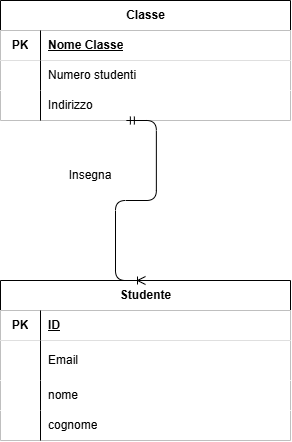 Classe
PK Nome Classe
Numero studenti
Indirizzo
Insegna
Studente
PK ID
Email
nome
cognome